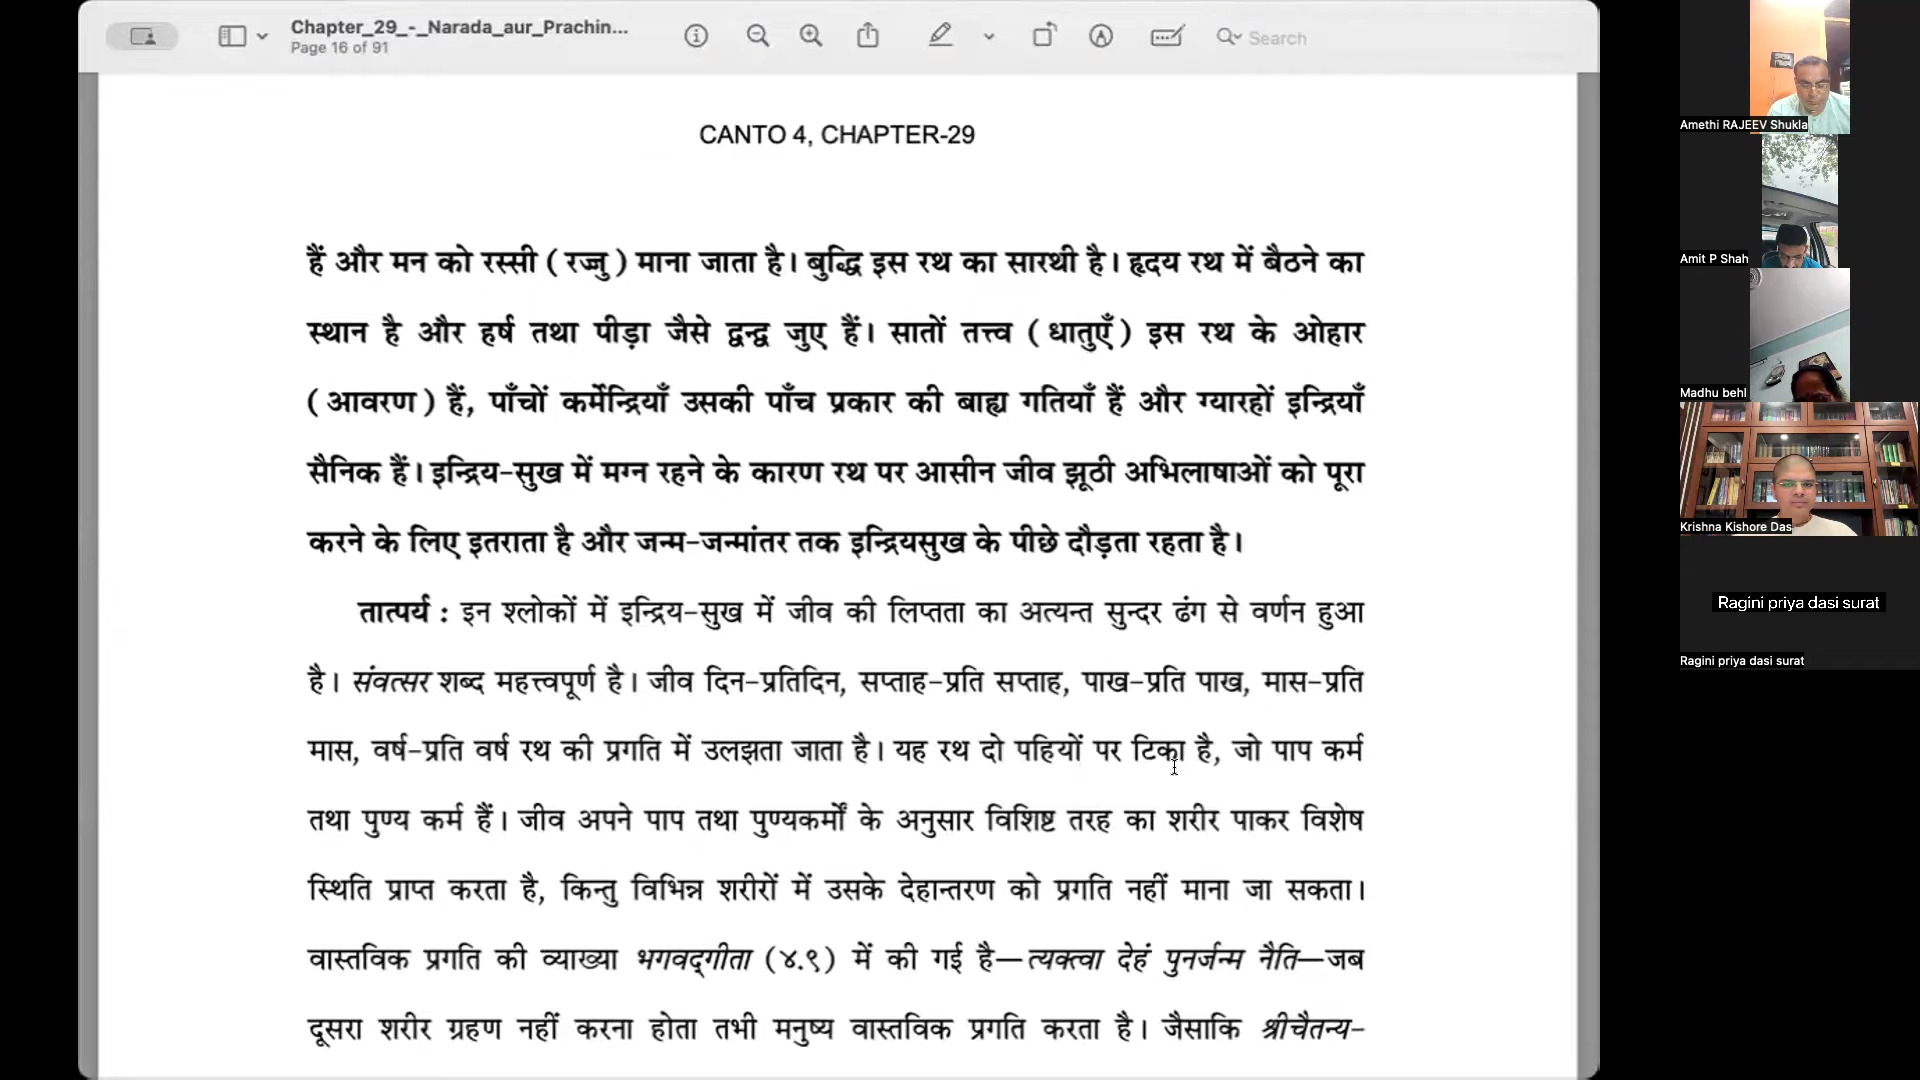 Chapter_29_-_Narada_aur_Prachin...
Page 16 of 91
Search
CANTO 4, CHAPTER-29
हैं और मन को रस्सी ( रज्जु ) माना जाता है। बुद्धि इस रथ का सारथी है। हृदय रथ में बैठने का
स्थान है और हर्ष तथा पीड़ा जैसे द्वन्द्व जुए हैं। सातों तत्त्व ( धातुएँ ) इस रथ के ओहार
( आवरण ) हैं, पाँचों कर्मेन्द्रियाँ उसकी पाँच प्रकार की बाह्य गतियाँ हैं और ग्यारहों इन्द्रियाँ
सैनिक हैं। इन्द्रिय-सुख में मग्न रहने के कारण रथ पर आसीन जीव झूठी अभिलाषाओं को पूरा
करने के लिए इतराता है और जन्म-जन्मांतर तक इन्द्रियसुख के पीछे दौड़ता रहता है।
तात्पर्य : इन श्लोकों में इन्द्रिय-सुख में जीव की लिप्तता का अत्यन्त सुन्दर ढंग से वर्णन हुआ
है। संवत्सर शब्द महत्त्वपूर्ण है। जीव दिन-प्रतिदिन, सप्ताह-प्रति सप्ताह, पाख-प्रति पाख, मास-प्रति
मास, वर्ष-प्रति वर्ष रथ की प्रगति में उलझता जाता है। यह रथ दो पहियों पर टिका है, जो पाप कर्म
तथा पुण्य कर्म हैं। जीव अपने पाप तथा पुण्यकर्मों के अनुसार विशिष्ट तरह का शरीर पाकर विशेष
स्थिति प्राप्त करता है, किन्तु विभिन्न शरीरों में उसके देहान्तरण को प्रगति नहीं माना जा सकता।
वास्तविक प्रगति की व्याख्या भगवद्‌गीता (४.९) में की गई है—त्यक्त्वा देहं पुनर्जन्म नैति—जब
दूसरा शरीर ग्रहण नहीं करना होता तभी मनुष्य वास्तविक प्रगति करता है। जैसाकि श्रीचैतन्य-
Amethi RAJEEV Shukla
Amit P Shah
Madhu behl
Krishna Kishore Das
Ragini priya dasi surat
Ragini priya dasi surat